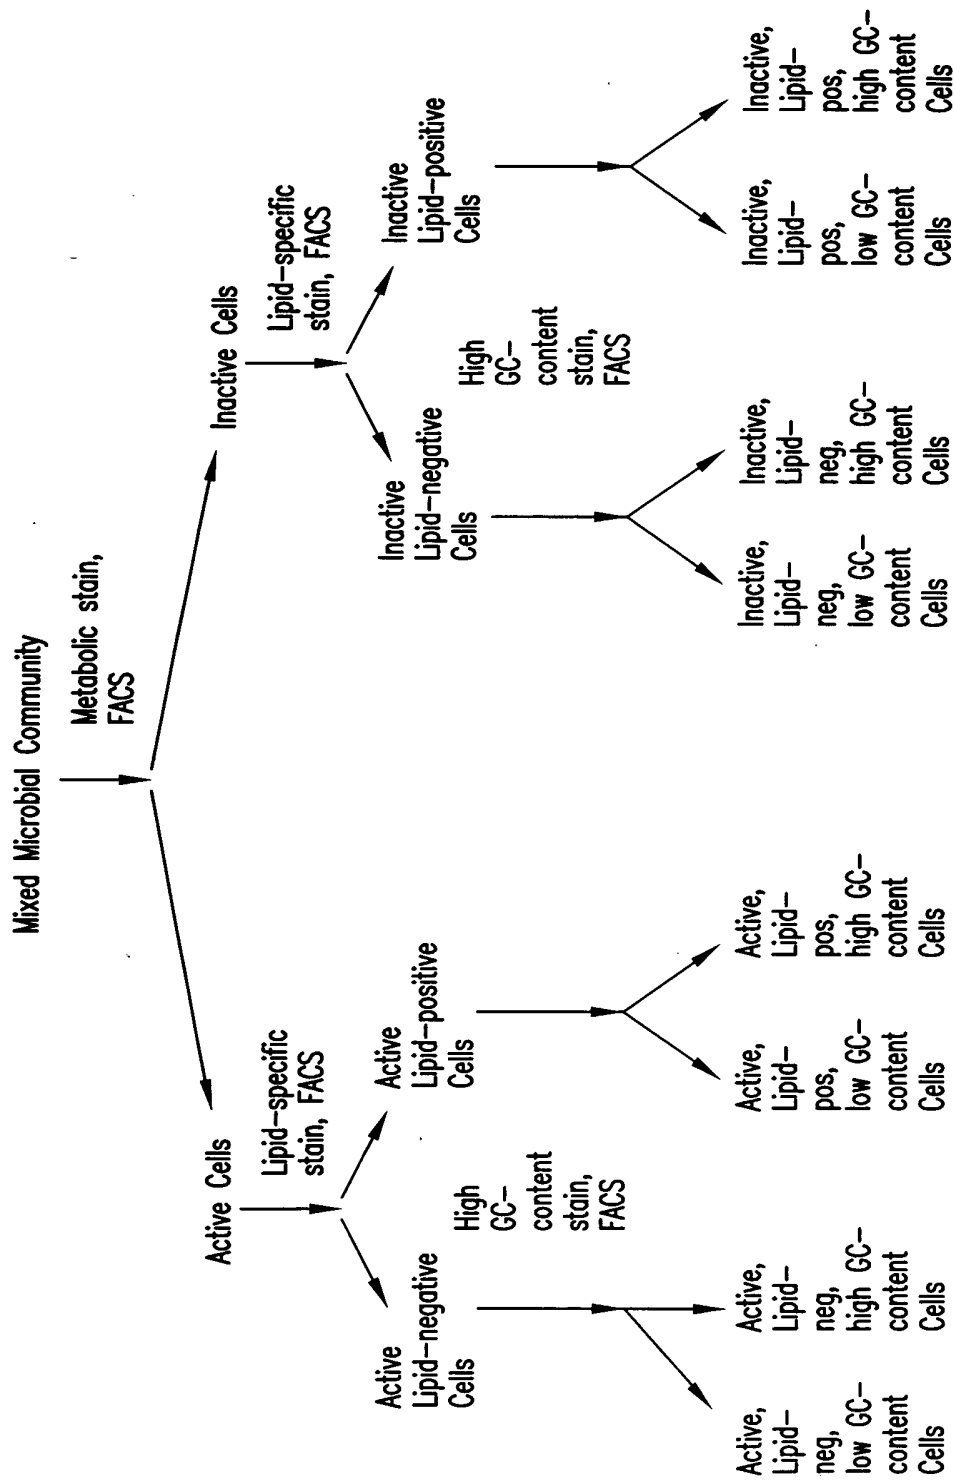 Mixed Microbial Community
Metabolic stain,
FACS
Active Cells
Inactive Cells
Lipid–specific
stain, FACS
Lipid–specific
stain, FACS
Active
Lipid–negative
Cells
Active
Lipid–positive
Cells
Inactive
Lipid–negative
Cells
Inactive
Lipid–positive
Cells
High
GC–
content
stain,
FACS
High
GC–
content
stain,
FACS
Active,
Lipid–
neg,
low GC–
content
Cells
Active,
Lipid–
neg,
high GC–
content
Cells
Active,
Lipid–
pos,
low GC–
content
Cells
Active,
Lipid–
pos,
high GC–
content
Cells
Inactive,
Lipid–
neg,
low GC–
content
Cells
Inactive,
Lipid–
neg,
high GC–
content
Cells
Inactive,
Lipid–
pos,
low GC–
content
Cells
Inactive,
Lipid–
pos,
high GC–
content
Cells